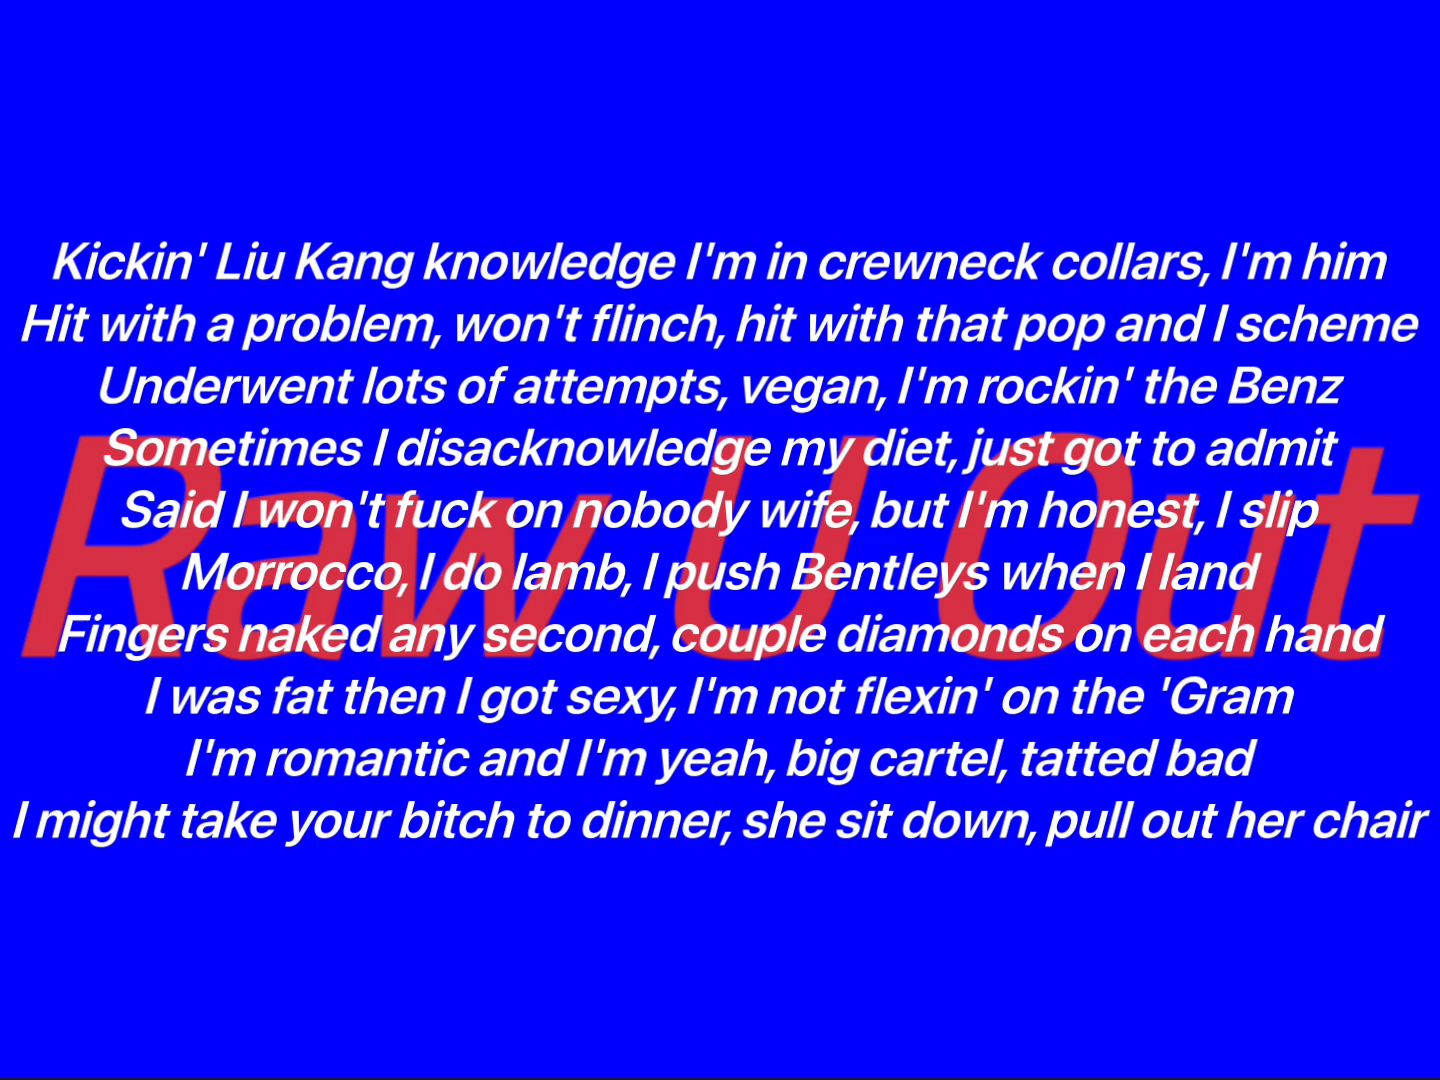 Kickin' Liu Kang knowledge I'm in crewneck collars, I'm him
Hit with a problem, won't flinch, hit with that pop and I scheme
Underwent lots of attempts, vegan, I'm rockin' the Benz
Sometimes I disacknowledge my diet, just got to admit
Said I won't fuck on nobody wife, but I'm honest, I slip
Raw U Out
Morrocco, I do lamb, I push Bentleys when I land
Fingers naked any second, couple diamonds on each hand
I was fat then I got sexy, I'm not flexin' on the 'Gram
I'm romantic and I'm yeah, big cartel, tatted bad
I might take your bitch to dinner, she sit down, pull out her chair